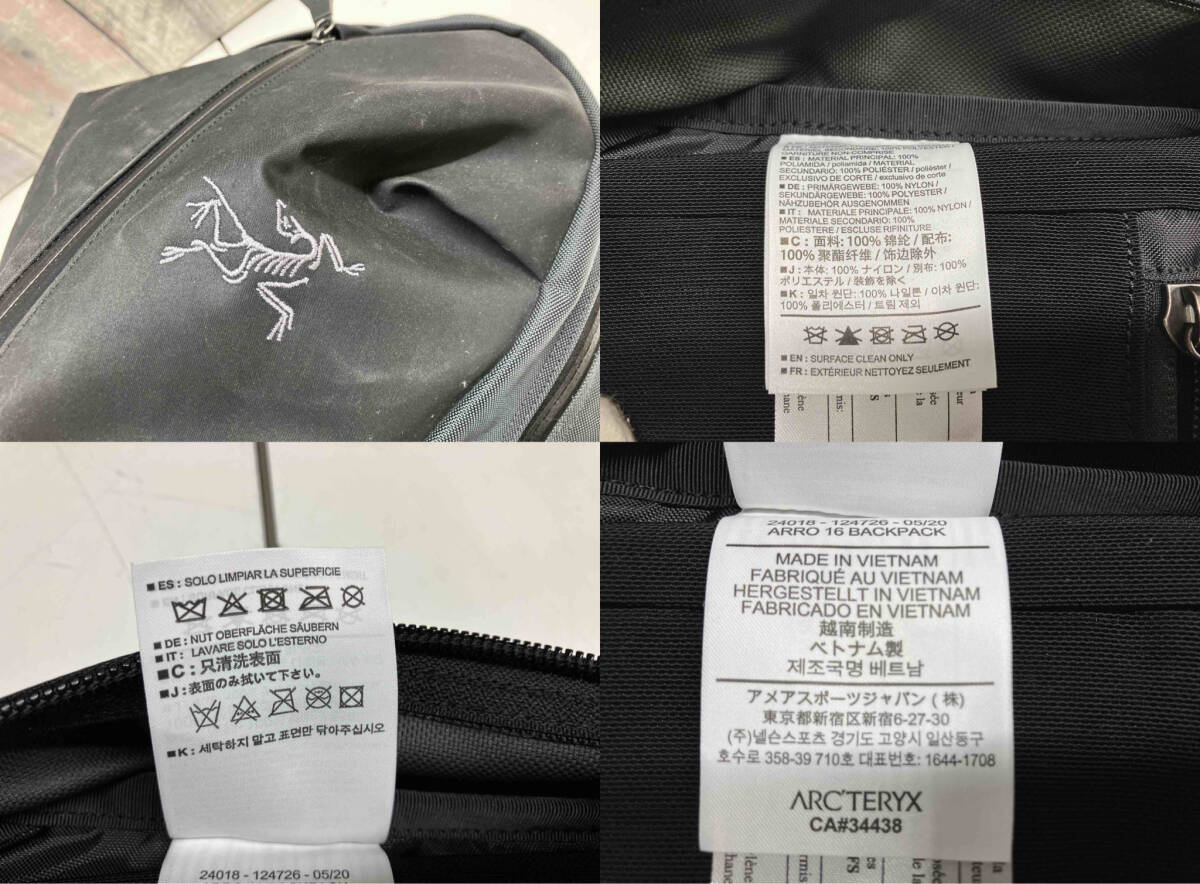 GARNITURE NON-COMPRISE
■ ES : MATERIAL PRINCIPAL: 100%
POLIAMIDA / poliamida / MATERIAL
SECUNDARIO: 100% POLIÉSTER / poliéster /
EXCLUSIVO DE CORTE / exclusivo de corte
■ DE : PRIMÄRGEWEBE: 100% NYLON /
SEKUNDÄRGEWEBE: 100% POLYESTER /
NÄHZUBEHÖR AUSGENOMMEN
■ IT : MATERIALE PRINCIPALE: 100% NYLON /
MATERIALE SECONDARIO: 100%
POLIESTERE / ESCLUSE RIFINITURE
■ C : 面料: 100% 锦纶 / 配布:
100% 聚酯纤维 / 饰边除外
■ J : 本体: 100% ナイロン / 別布: 100%
ポリエステル / 装飾を除く
■ K : 일차 원단: 100% 나일론 / 이차 원단:
100% 폴리에스터 / 트림 제외
■ EN : SURFACE CLEAN ONLY
■ FR : EXTÉRIEUR NETTOYEZ SEULEMENT
■ ES : SOLO LIMPIAR LA SUPERFICIE
■ DE : NUT OBERFLÄCHE SÄUBERN
■ IT : LAVARE SOLO L'ESTERNO
■ C : 只清洗表面
■ J : 表面のみ拭いて下さい。
■ K : 세탁하지 말고 표면만 닦아주십시오
24018 - 124726 - 05/20
24018 - 124726 - 05/20
ARRO 16 BACKPACK
MADE IN VIETNAM
FABRIQUÉ AU VIETNAM
HERGESTELLT IN VIETNAM
FABRICADO EN VIETNAM
越南制造
ベトナム製
제조국명 베트남
アメアスポーツジャパン ( 株)
東京都新宿区新宿6-27-30
(주)넬슨스포츠 경기도 고양시 일산동구
호수로 358-39 710호 대표번호: 1644-1708
ARC'TERYX
CA#34438